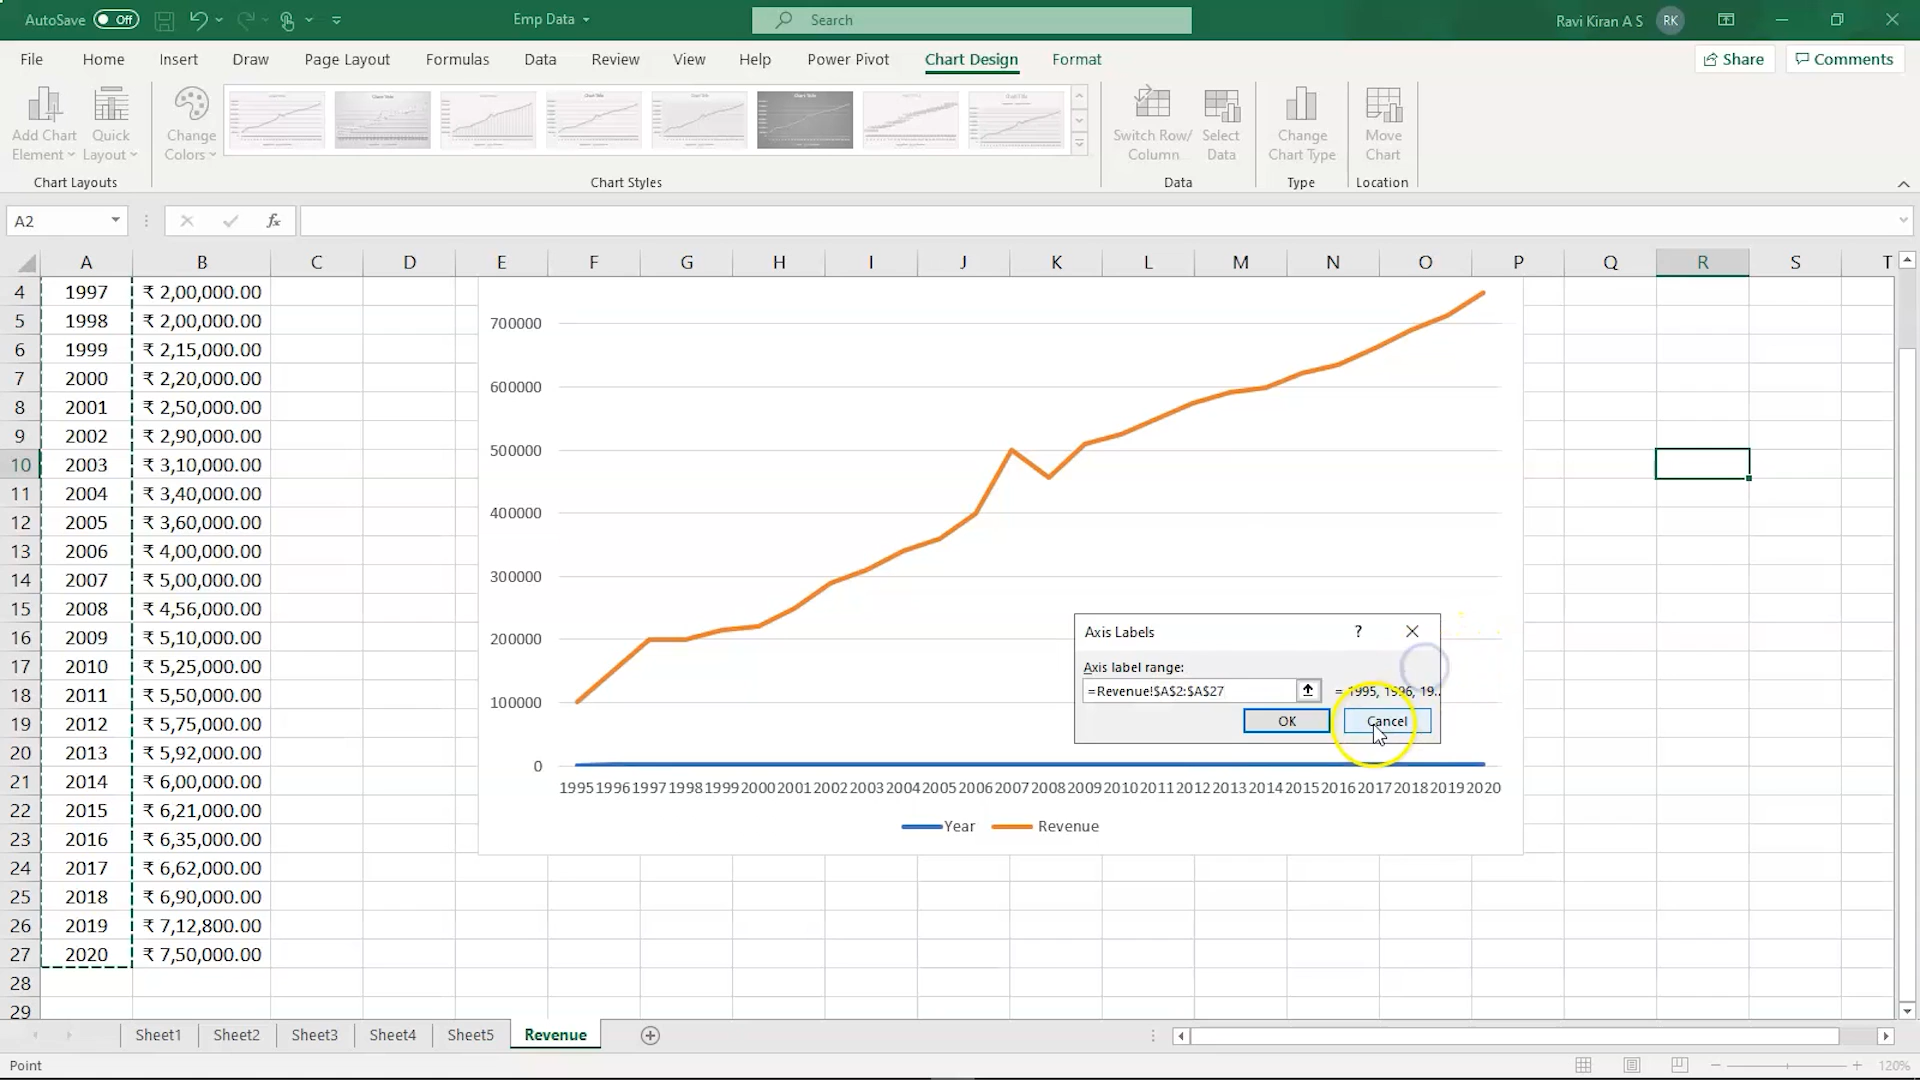 AutoSave Off Emp Data Search Ravi Kiran A S RK
File Home Insert Draw Page Layout Formulas Data Review View Help Power Pivot Chart Design Format Share Comments
Add Chart Element Quick Layout Change Colors Switch Row/ Column Select Data Change Chart Type Move Chart
Chart Layouts Chart Styles Data Type Location
A2 fx
A B C D E F G H I J K L M N O P Q R S T
4 1997 ₹ 2,00,000.00
5 1998 ₹ 2,00,000.00
6 1999 ₹ 2,15,000.00
7 2000 ₹ 2,20,000.00
8 2001 ₹ 2,50,000.00
9 2002 ₹ 2,90,000.00
10 2003 ₹ 3,10,000.00
11 2004 ₹ 3,40,000.00
12 2005 ₹ 3,60,000.00
13 2006 ₹ 4,00,000.00
14 2007 ₹ 5,00,000.00
15 2008 ₹ 4,56,000.00
16 2009 ₹ 5,10,000.00
17 2010 ₹ 5,25,000.00
18 2011 ₹ 5,50,000.00
19 2012 ₹ 5,75,000.00
20 2013 ₹ 5,92,000.00
21 2014 ₹ 6,00,000.00
22 2015 ₹ 6,21,000.00
23 2016 ₹ 6,35,000.00
24 2017 ₹ 6,62,000.00
25 2018 ₹ 6,90,000.00
26 2019 ₹ 7,12,800.00
27 2020 ₹ 7,50,000.00
28
29
700000
600000
500000
400000
300000
200000
100000
0
1995 1996 1997 1998 1999 2000 2001 2002 2003 2004 2005 2006 2007 2008 2009 2010 2011 2012 2013 2014 2015 2016 2017 2018 2019 2020
Year Revenue
Axis Labels ?
Axis label range:
=Revenue!$A$2:$A$27 = 1995, 1996, 19..
OK Cancel
Sheet1 Sheet2 Sheet3 Sheet4 Sheet5 Revenue
Point 120%